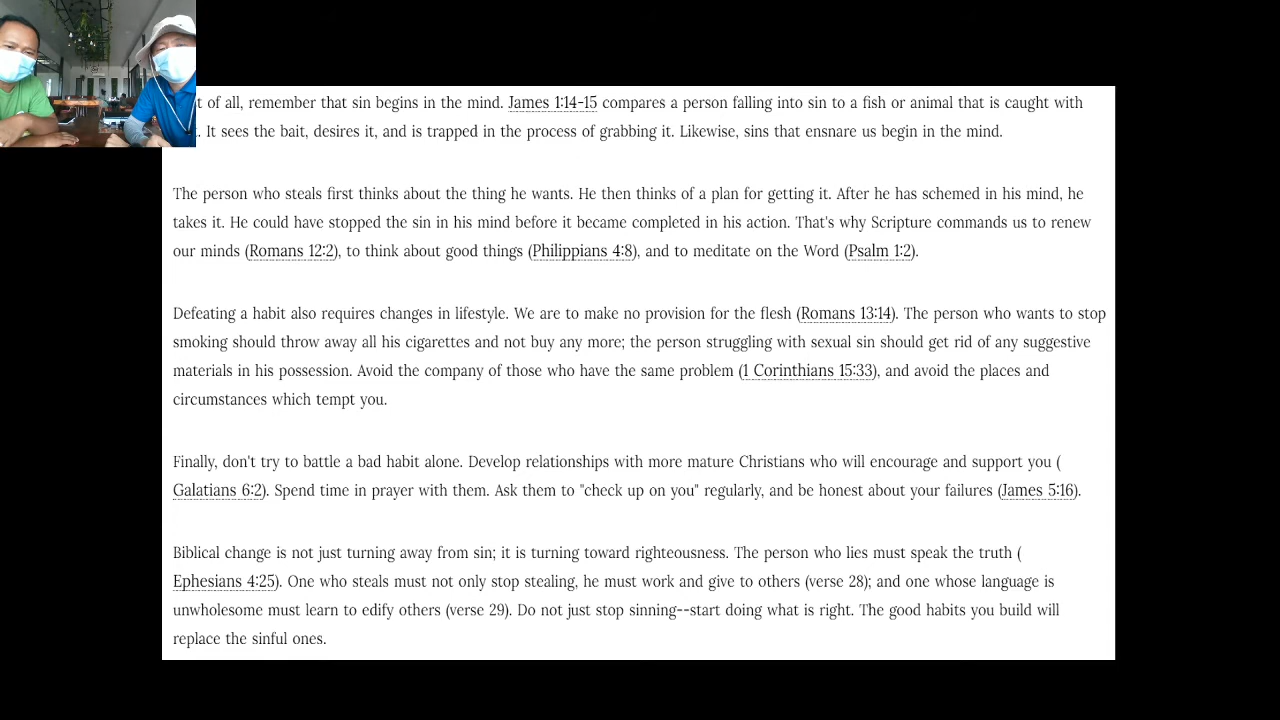 t of all, remember that sin begins in the mind. James 1:14-15 compares a person falling into sin to a fish or animal that is caught with
. It sees the bait, desires it, and is trapped in the process of grabbing it. Likewise, sins that ensnare us begin in the mind.
The person who steals first thinks about the thing he wants. He then thinks of a plan for getting it. After he has schemed in his mind, he
takes it. He could have stopped the sin in his mind before it became completed in his action. That's why Scripture commands us to renew
our minds (Romans 12:2), to think about good things (Philippians 4:8), and to meditate on the Word (Psalm 1:2).
Defeating a habit also requires changes in lifestyle. We are to make no provision for the flesh (Romans 13:14). The person who wants to stop
smoking should throw away all his cigarettes and not buy any more; the person struggling with sexual sin should get rid of any suggestive
materials in his possession. Avoid the company of those who have the same problem (1 Corinthians 15:33), and avoid the places and
circumstances which tempt you.
Finally, don't try to battle a bad habit alone. Develop relationships with more mature Christians who will encourage and support you (
Galatians 6:2). Spend time in prayer with them. Ask them to "check up on you" regularly, and be honest about your failures (James 5:16).
Biblical change is not just turning away from sin; it is turning toward righteousness. The person who lies must speak the truth (
Ephesians 4:25). One who steals must not only stop stealing, he must work and give to others (verse 28); and one whose language is
unwholesome must learn to edify others (verse 29). Do not just stop sinning--start doing what is right. The good habits you build will
replace the sinful ones.